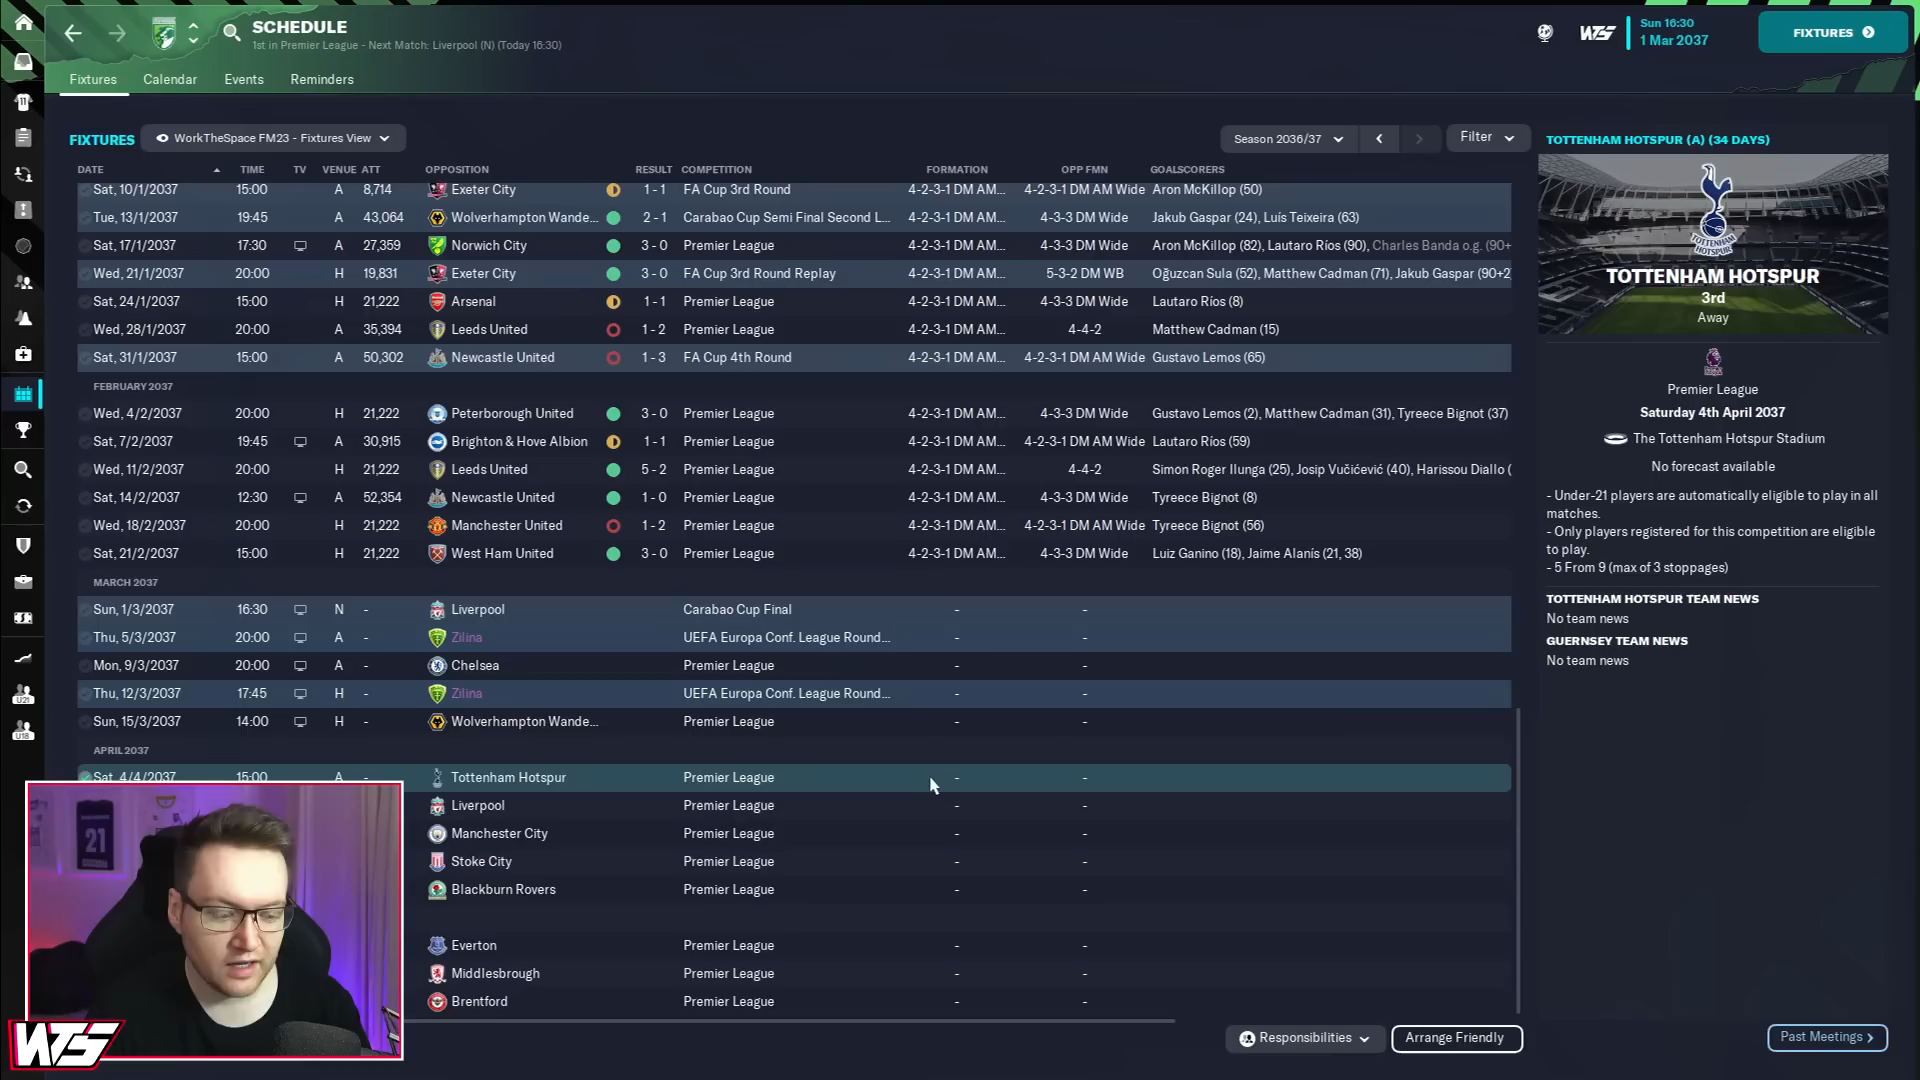 SCHEDULE
1st in Premier League - Next Match: Liverpool (N) (Today 16:30)
WTS
Sun 16:30
1 Mar 2037
FIXTURES
Fixtures Calendar Events Reminders
FIXTURES WorkTheSpace FM23 - Fixtures View Season 2036/37 Filter
DATE TIME TV VENUE ATT OPPOSITION RESULT COMPETITION FORMATION OPP FMN GOALSCORERS
Sat, 10/1/2037 15:00 A 8,714 Exeter City 1 - 1 FA Cup 3rd Round 4-2-3-1 DM AM... 4-2-3-1 DM AM Wide Aron McKillop (50)
Tue, 13/1/2037 19:45 A 43,064 Wolverhampton Wande... 2 - 1 Carabao Cup Semi Final Second L... 4-2-3-1 DM AM... 4-3-3 DM Wide Jakub Gaspar (24), Luís Teixeira (63)
Sat, 17/1/2037 17:30 A 27,359 Norwich City 3 - 0 Premier League 4-2-3-1 DM AM... 4-3-3 DM Wide Aron McKillop (82), Lautaro Ríos (90), Charles Banda o.g. (90+
Wed, 21/1/2037 20:00 H 19,831 Exeter City 3 - 0 FA Cup 3rd Round Replay 4-2-3-1 DM AM... 5-3-2 DM WB Oğuzcan Sula (52), Matthew Cadman (71), Jakub Gaspar (90+2
Sat, 24/1/2037 15:00 H 21,222 Arsenal 1 - 1 Premier League 4-2-3-1 DM AM... 4-3-3 DM Wide Lautaro Ríos (8)
Wed, 28/1/2037 20:00 A 35,394 Leeds United 1 - 2 Premier League 4-2-3-1 DM AM... 4-4-2 Matthew Cadman (15)
Sat, 31/1/2037 15:00 A 50,302 Newcastle United 1 - 3 FA Cup 4th Round 4-2-3-1 DM AM... 4-2-3-1 DM AM Wide Gustavo Lemos (65)
FEBRUARY 2037
Wed, 4/2/2037 20:00 H 21,222 Peterborough United 3 - 0 Premier League 4-2-3-1 DM AM... 4-3-3 DM Wide Gustavo Lemos (2), Matthew Cadman (31), Tyreece Bignot (37)
Sat, 7/2/2037 19:45 A 30,915 Brighton & Hove Albion 1 - 1 Premier League 4-2-3-1 DM AM... 4-2-3-1 DM AM Wide Lautaro Ríos (59)
Wed, 11/2/2037 20:00 H 21,222 Leeds United 5 - 2 Premier League 4-2-3-1 DM AM... 4-4-2 Simon Roger Ilunga (25), Josip Vučićević (40), Harissou Diallo (
Sat, 14/2/2037 12:30 A 52,354 Newcastle United 1 - 0 Premier League 4-2-3-1 DM AM... 4-3-3 DM Wide Tyreece Bignot (8)
Wed, 18/2/2037 20:00 H 21,222 Manchester United 1 - 2 Premier League 4-2-3-1 DM AM... 4-2-3-1 DM AM Wide Tyreece Bignot (56)
Sat, 21/2/2037 15:00 H 21,222 West Ham United 3 - 0 Premier League 4-2-3-1 DM AM... 4-3-3 DM Wide Luiz Ganino (18), Jaime Alanís (21, 38)
MARCH 2037
Sun, 1/3/2037 16:30 N - Liverpool Carabao Cup Final - -
Thu, 5/3/2037 20:00 A - Zilina UEFA Europa Conf. League Round... - -
Mon, 9/3/2037 20:00 A - Chelsea Premier League - -
Thu, 12/3/2037 17:45 H - Zilina UEFA Europa Conf. League Round... - -
Sun, 15/3/2037 14:00 H - Wolverhampton Wande... Premier League - -
APRIL 2037
Sat, 4/4/2037 15:00 A - Tottenham Hotspur Premier League - -
Liverpool Premier League - -
Manchester City Premier League - -
Stoke City Premier League - -
Blackburn Rovers Premier League - -
Everton Premier League - -
Middlesbrough Premier League - -
Brentford Premier League - -
Responsibilities Arrange Friendly
TOTTENHAM HOTSPUR (A) (34 DAYS)
TOTTENHAM HOTSPUR
TOTTENHAM HOTSPUR
3rd
Away
Premier League
Saturday 4th April 2037
The Tottenham Hotspur Stadium
No forecast available
- Under-21 players are automatically eligible to play in all
matches.
- Only players registered for this competition are eligible
to play.
- 5 From 9 (max of 3 stoppages)
TOTTENHAM HOTSPUR TEAM NEWS
No team news
GUERNSEY TEAM NEWS
No team news
Past Meetings
11
U21
U18
21
WTS